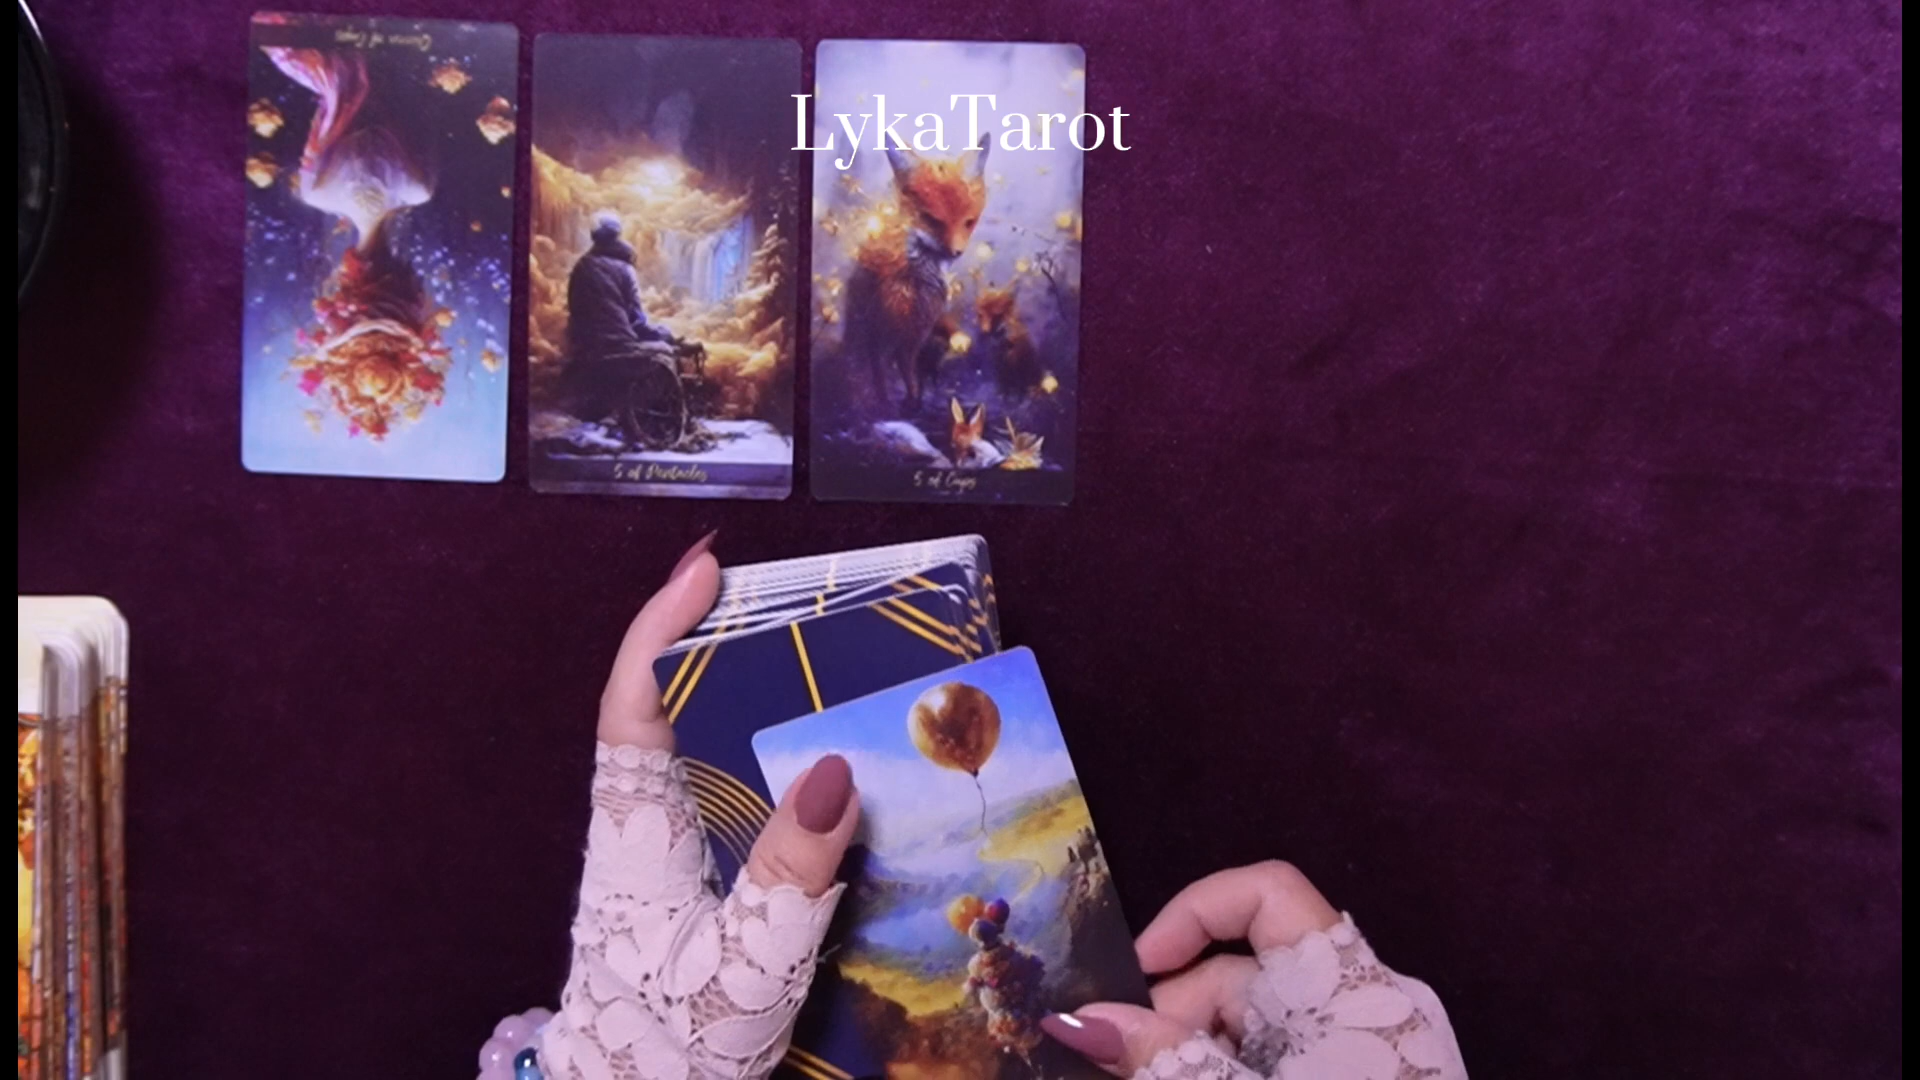 Queen of Cups
LykaTarot
5 of Pentacles
5 of Cups